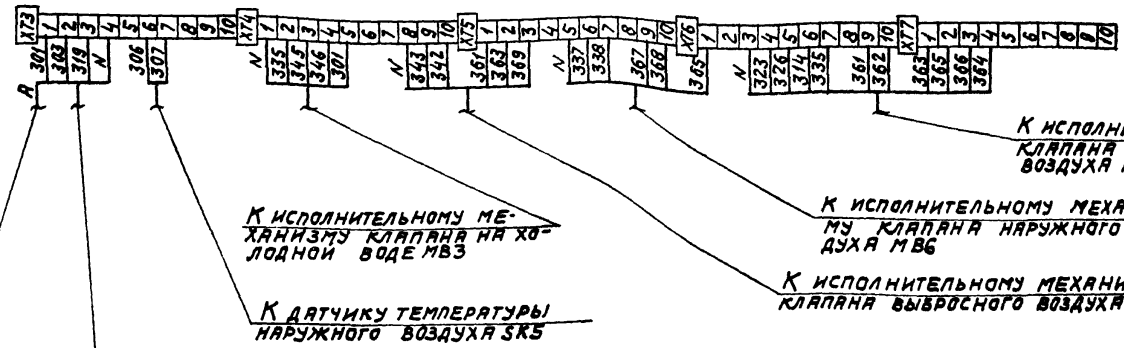 XT3 1 2 3 4 5 6 7 8 9 10 XT4 1 2 3 4 5 6 7 8 9 10 XT5 1 2 3 4 5 6 7 8 9 10 XT6 1 2 3 4 5 6 7 8 9 10 XT7 1 2 3 4 5 6 7 8 9 10
301 303 319 N 306 307 N 335 345 346 301 N 343 342 361 363 369 N 337 338 367 368 365 N 323 326 314 335 361 362 363 365 366 364
А
К ИСПОЛНИ
КЛАПАНА
ВОЗДУХА
К ИСПОЛНИТЕЛЬНОМУ МЕ-
ХАНИЗМУ КЛАПАНА НА ХО-
ЛОДНОЙ ВОДЕ МВ3
К ИСПОЛНИТЕЛЬНОМУ МЕХА
МУ КЛАПАНА НАРУЖНОГО
ДУХА МВ6
К ИСПОЛНИТЕЛЬНОМУ МЕХАНИ
КЛАПАНА ВЫБРОСНОГО ВОЗДУХА
К ДАТЧИКУ ТЕМПЕРАТУРЫ
НАРУЖНОГО ВОЗДУХА SK5